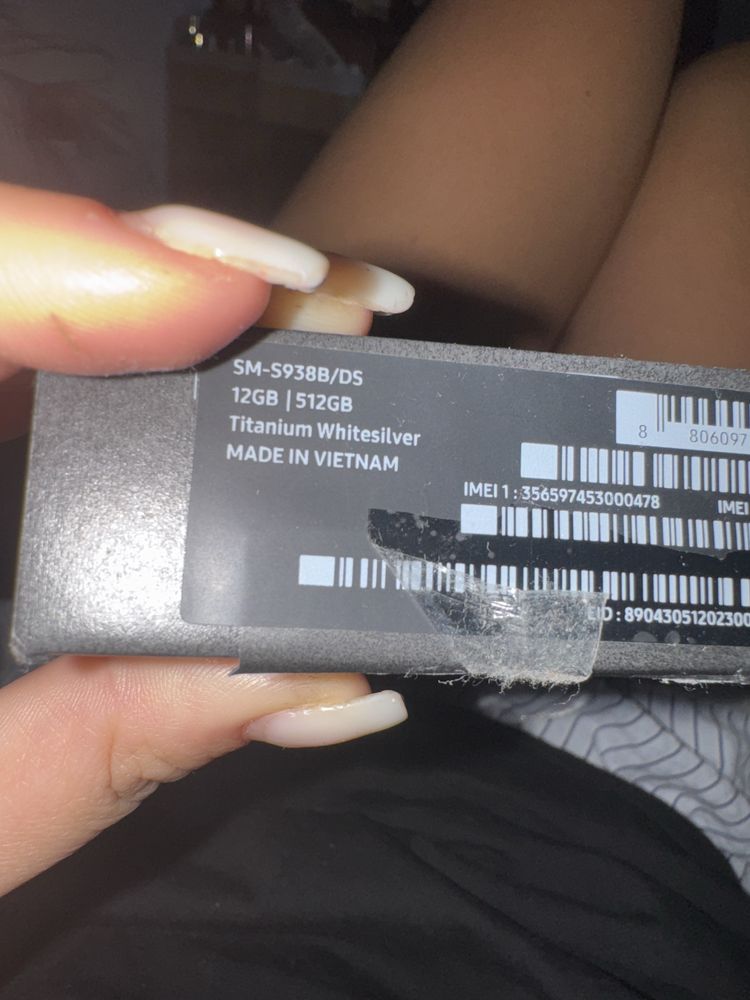 SM-S938B/DS
12GB | 512GB
Titanium Whitesilver
MADE IN VIETNAM
8 806097
IMEI 1 : 356597453000478
IMEI
EID : 89043051202300